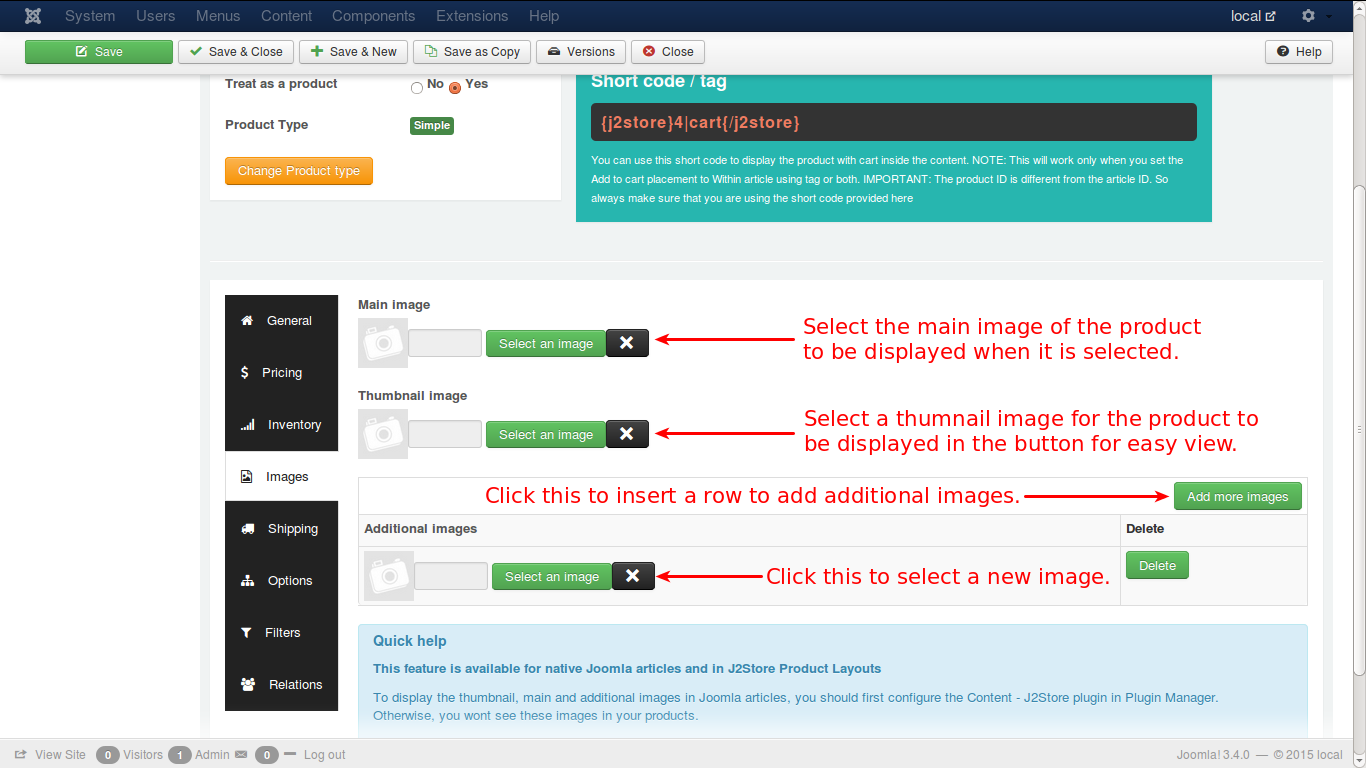 System Users Menus Content Components Extensions Help local
Save Save & Close Save & New Save as Copy Versions Close Help
Treat as a product No Yes
Product Type Simple
Change Product type
Short code / tag
{j2store}4|cart{/j2store}
You can use this short code to display the product with cart inside the content. NOTE: This will work only when you set the
Add to cart placement to Within article using tag or both. IMPORTANT: The product ID is different from the article ID. So
always make sure that you are using the short code provided here
General
Pricing
Inventory
Images
Shipping
Options
Filters
Relations
Main image
Select an image
Select the main image of the product
to be displayed when it is selected.
Thumbnail image
Select an image
Select a thumnail image for the product to
be displayed in the button for easy view.
Click this to insert a row to add additional images. Add more images
Additional images Delete
Select an image Click this to select a new image. Delete
Quick help
This feature is available for native Joomla articles and in J2Store Product Layouts
To display the thumbnail, main and additional images in Joomla articles, you should first configure the Content - J2Store plugin in Plugin Manager.
Otherwise, you wont see these images in your products.
View Site 0 Visitors 1 Admin 0 Log out Joomla! 3.4.0 — © 2015 local